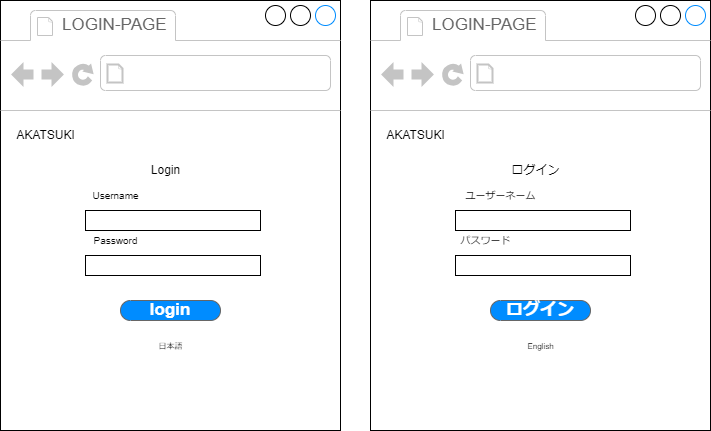 LOGIN-PAGE
AKATSUKI
Login
Username
Password
login
日本語
LOGIN-PAGE
AKATSUKI
ログイン
ユーザーネーム
パスワード
ログイン
English